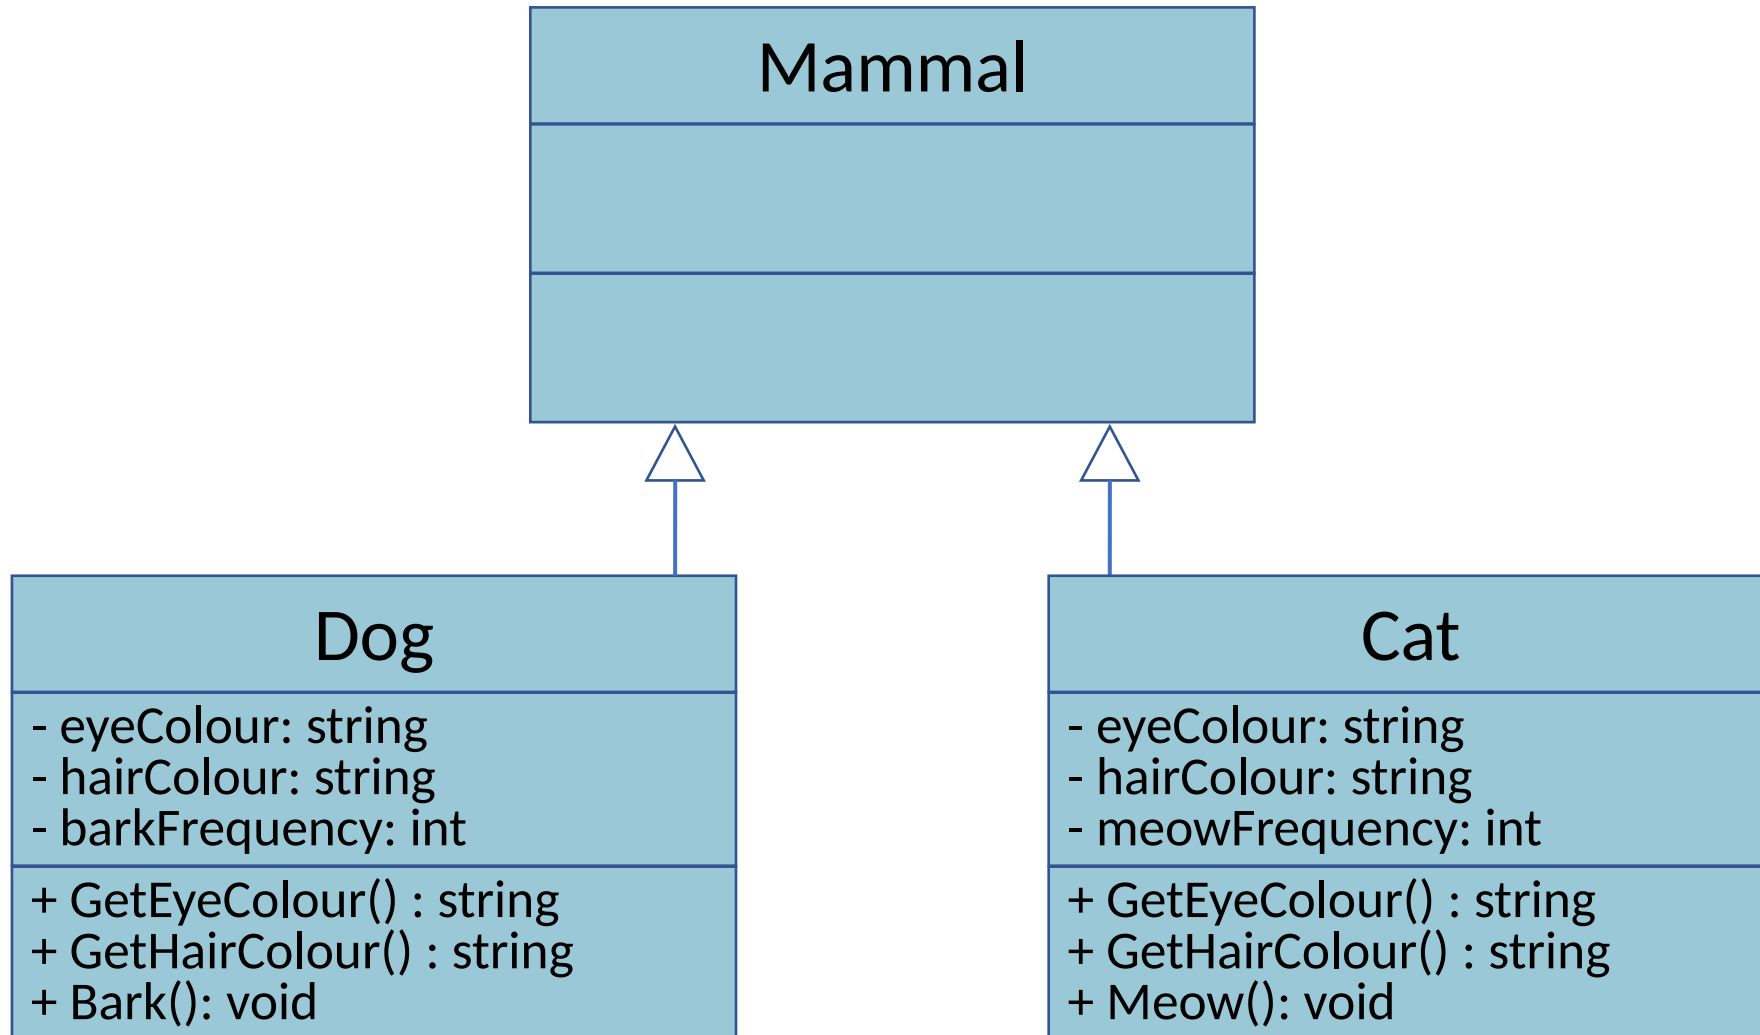 Mammal
Dog
- eyeColour: string
- hairColour: string
- barkFrequency: int
+ GetEyeColour() : string
+ GetHairColour() : string
+ Bark(): void
Cat
- eyeColour: string
- hairColour: string
- meowFrequency: int
+ GetEyeColour() : string
+ GetHairColour() : string
+ Meow(): void